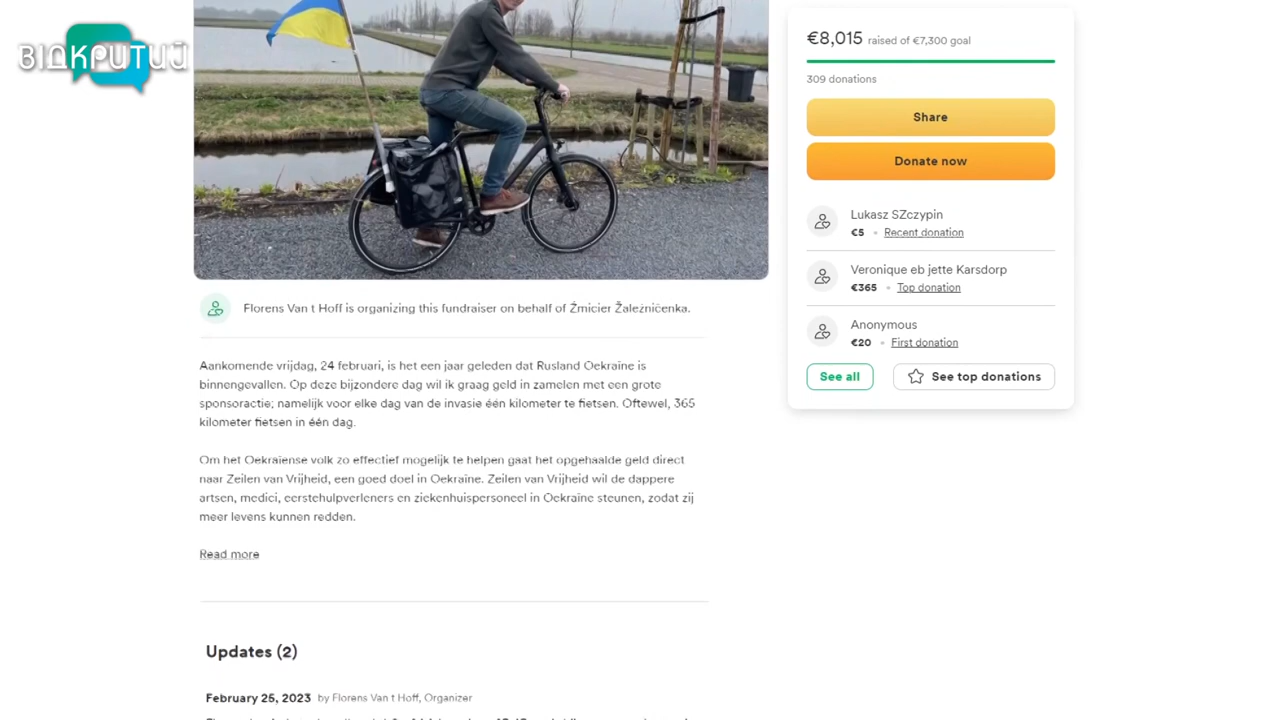 ВІДКРИТИЙ
€8,015 raised of €7,300 goal
309 donations
Share
Donate now
Lukasz SZczypin
€5 • Recent donation
Veronique eb jette Karsdorp
€365 • Top donation
Anonymous
€20 • First donation
See all
See top donations
Florens Van t Hoff is organizing this fundraiser on behalf of Źmicier Žalezničenka.
Aankomende vrijdag, 24 februari, is het een jaar geleden dat Rusland Oekraïne is
binnengevallen. Op deze bijzondere dag wil ik graag geld in zamelen met een grote
sponsoractie; namelijk voor elke dag van de invasie één kilometer te fietsen. Oftewel, 365
kilometer fietsen in één dag.
Om het Oekraïense volk zo effectief mogelijk te helpen gaat het opgehaalde geld direct
naar Zeilen van Vrijheid, een goed doel in Oekraïne. Zeilen van Vrijheid wil de dappere
artsen, medici, eerstehulpverleners en ziekenhuispersoneel in Oekraïne steunen, zodat zij
meer levens kunnen redden.
Read more
Updates (2)
February 25, 2023 by Florens Van t Hoff, Organizer